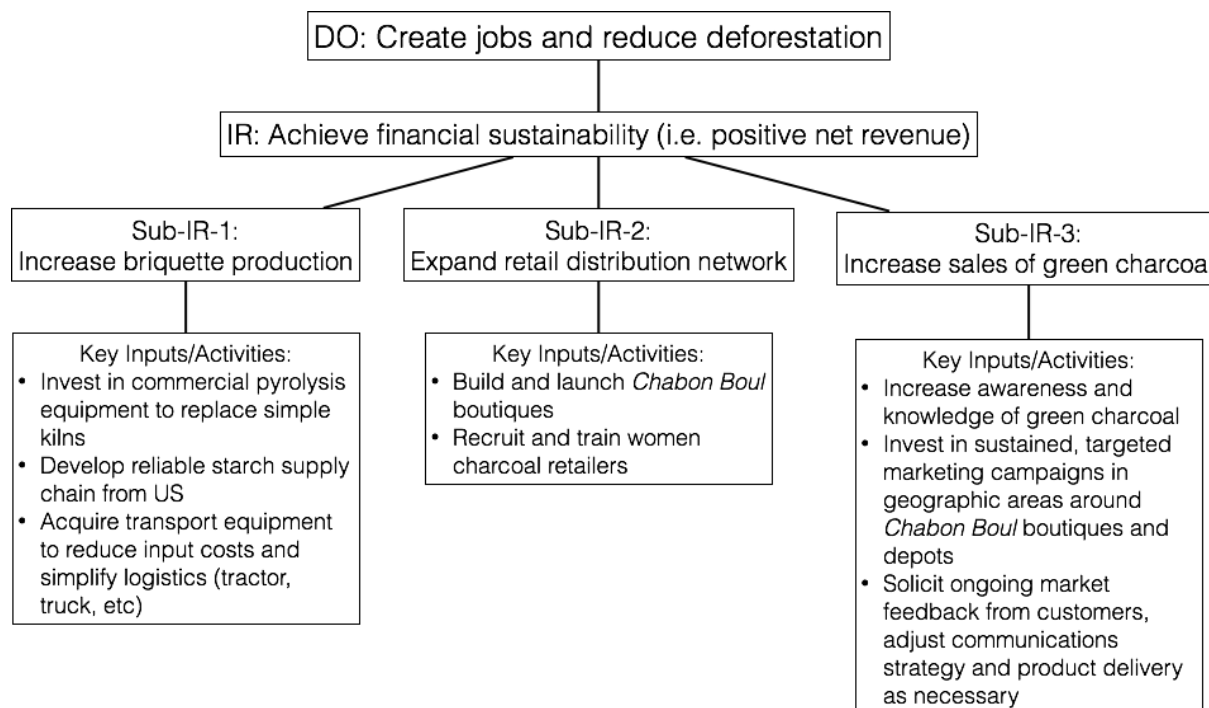 DO: Create jobs and reduce deforestation
IR: Achieve financial sustainability (i.e. positive net revenue)
Sub-IR-1:
Increase briquette production
Sub-IR-2:
Expand retail distribution network
Sub-IR-3:
Increase sales of green charcoa
Key Inputs/Activities:
• Invest in commercial pyrolysis
equipment to replace simple
kilns
• Develop reliable starch supply
chain from US
• Acquire transport equipment
to reduce input costs and
simplify logistics (tractor,
truck, etc)
Key Inputs/Activities:
• Build and launch Chabon Boul
boutiques
• Recruit and train women
charcoal retailers
Key Inputs/Activities:
• Increase awareness and
knowledge of green charcoal
• Invest in sustained, targeted
marketing campaigns in
geographic areas around
Chabon Boul boutiques and
depots
• Solicit ongoing market
feedback from customers,
adjust communications
strategy and product delivery
as necessary